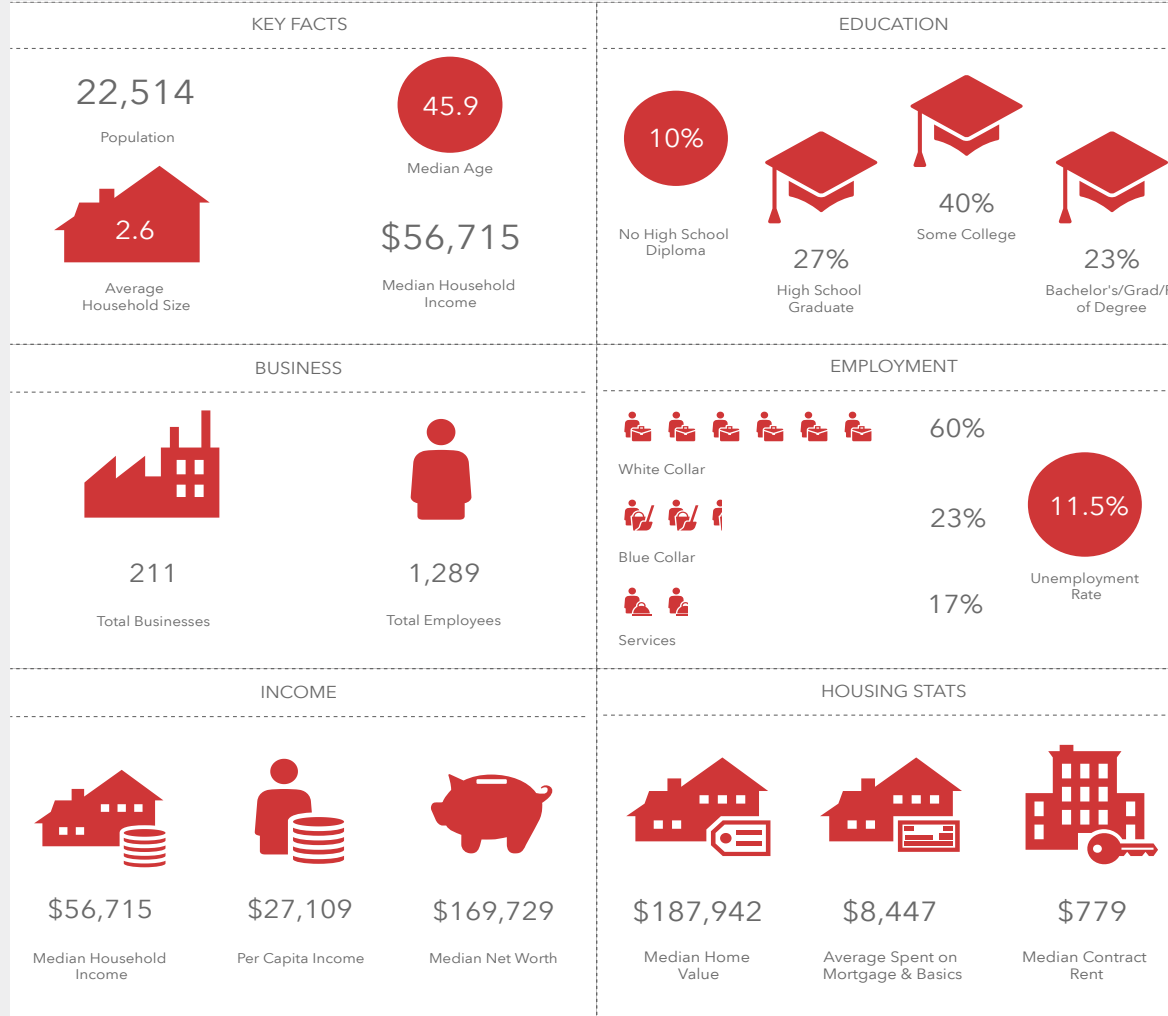 KEY FACTS
22,514
Population
45.9
Median Age
2.6
Average
Household Size
$56,715
Median Household
Income
EDUCATION
10%
No High School
Diploma
27%
High School
Graduate
40%
Some College
23%
Bachelor's/Grad/
of Degree
BUSINESS
211
Total Businesses
1,289
Total Employees
EMPLOYMENT
60%
White Collar
23%
Blue Collar
17%
Services
11.5%
Unemployment
Rate
INCOME
$56,715
Median Household
Income
$27,109
Per Capita Income
$169,729
Median Net Worth
HOUSING STATS
$187,942
Median Home
Value
$8,447
Average Spent on
Mortgage & Basics
$779
Median Contract
Rent